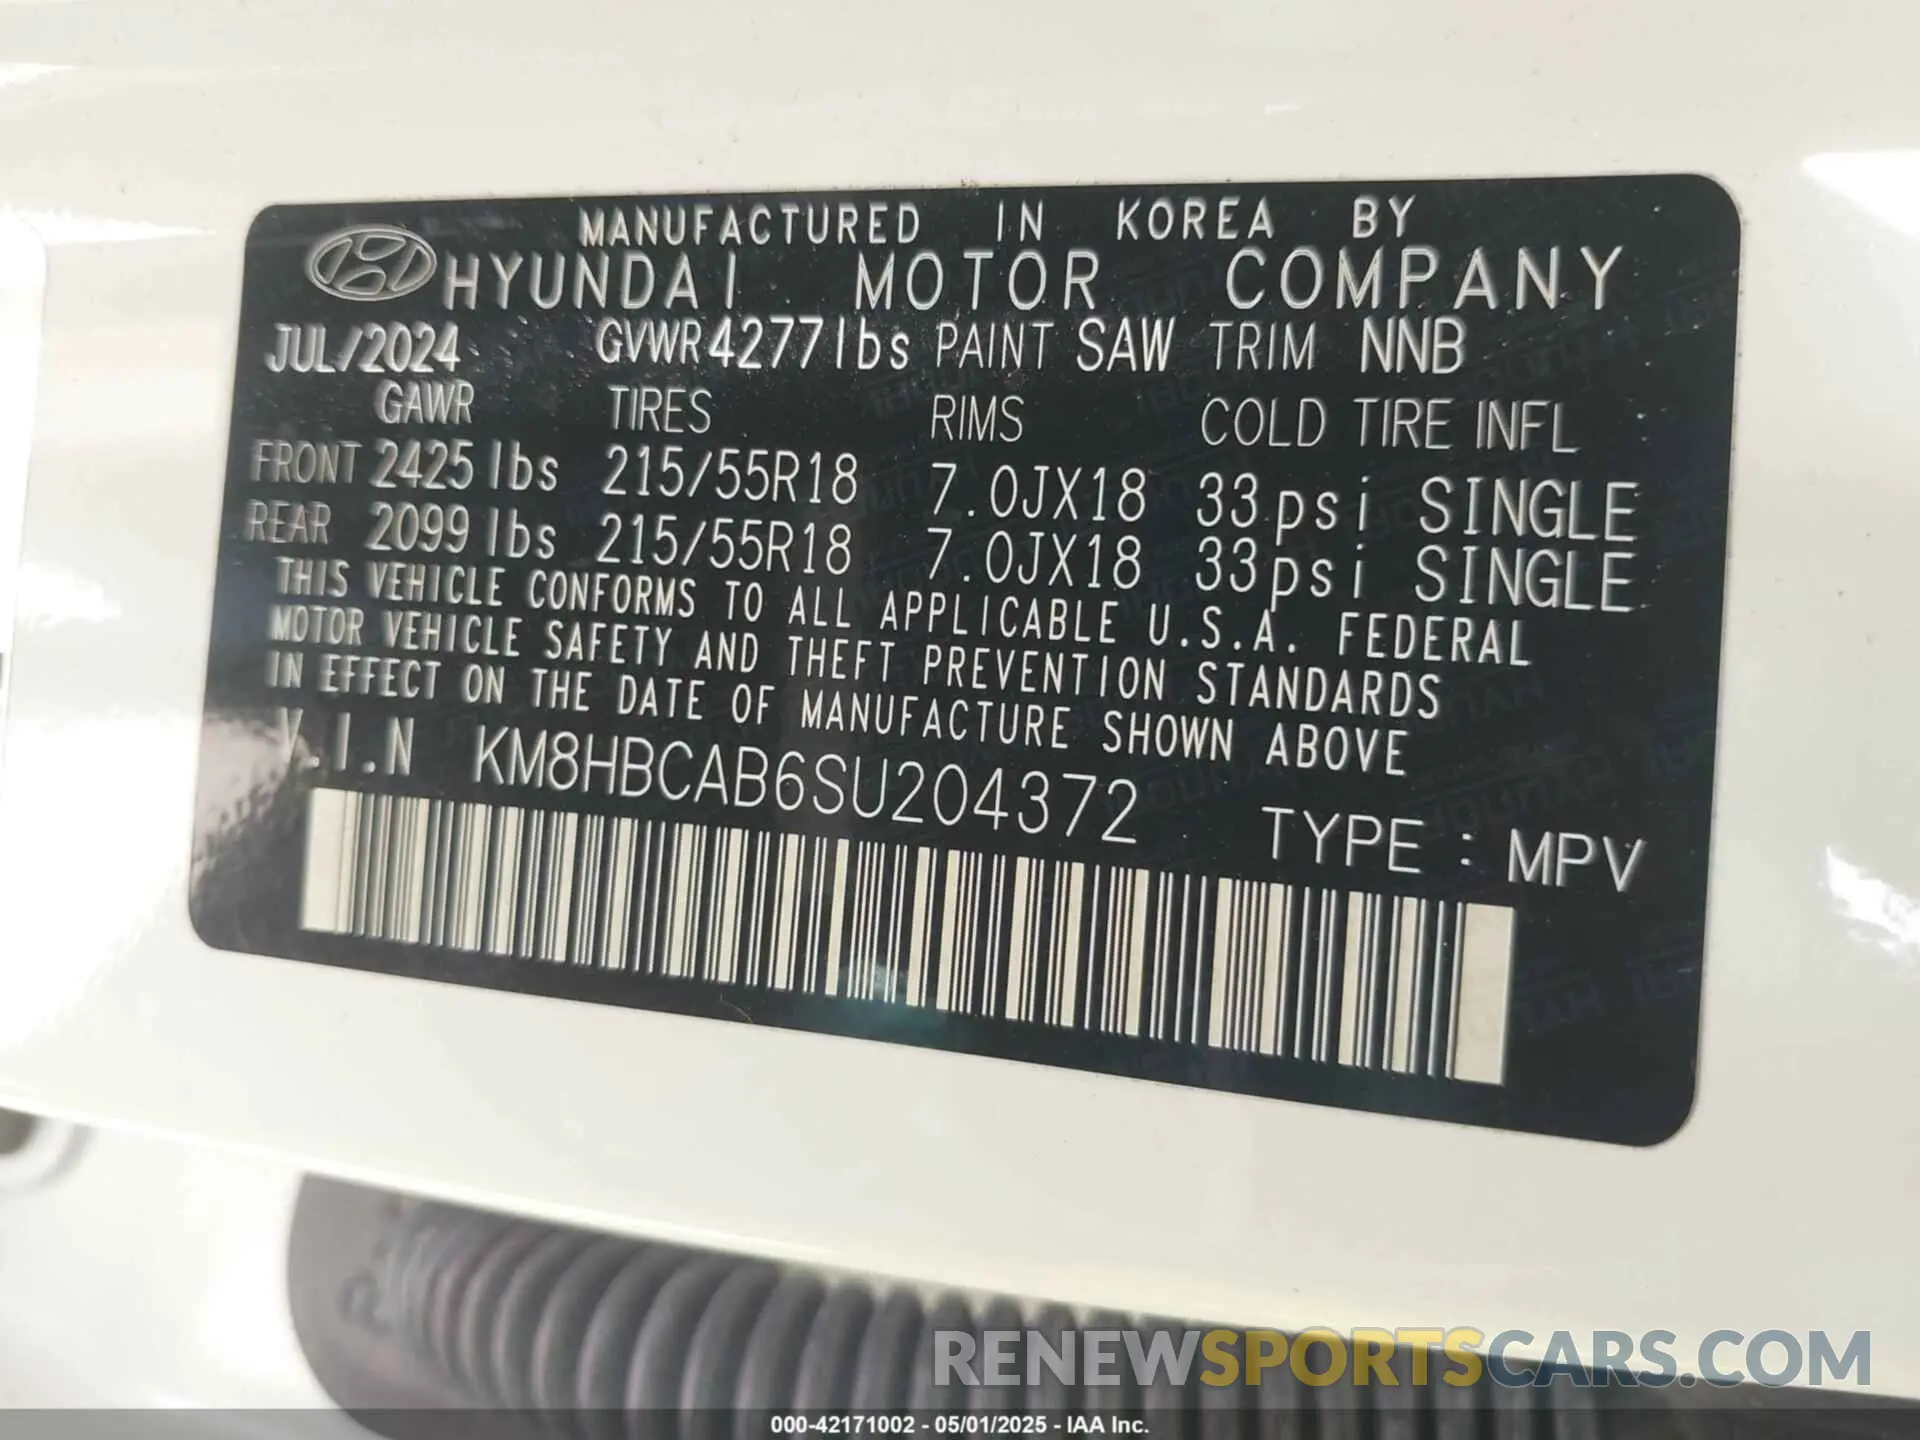 MANUFACTURED IN KOREA BY
HYUNDAI MOTOR COMPANY
JUL/2024 GVWR 4277lbs PAINT SAW TRIM NNB
GAWR TIRES RIMS COLD TIRE INFL
FRONT 2425 lbs 215/55R18 7.0JX18 33psi SINGLE
REAR 2099 lbs 215/55R18 7.0JX18 33psi SINGLE
THIS VEHICLE CONFORMS TO ALL APPLICABLE U.S.A. FEDERAL
MOTOR VEHICLE SAFETY AND THEFT PREVENTION STANDARDS
IN EFFECT ON THE DATE OF MANUFACTURE SHOWN ABOVE
V.I.N KM8HBCAB6SU204372
TYPE : MPV
RENEWSPORTSCARS.COM
000-42171002 - 05/01/2025 - IAA Inc.